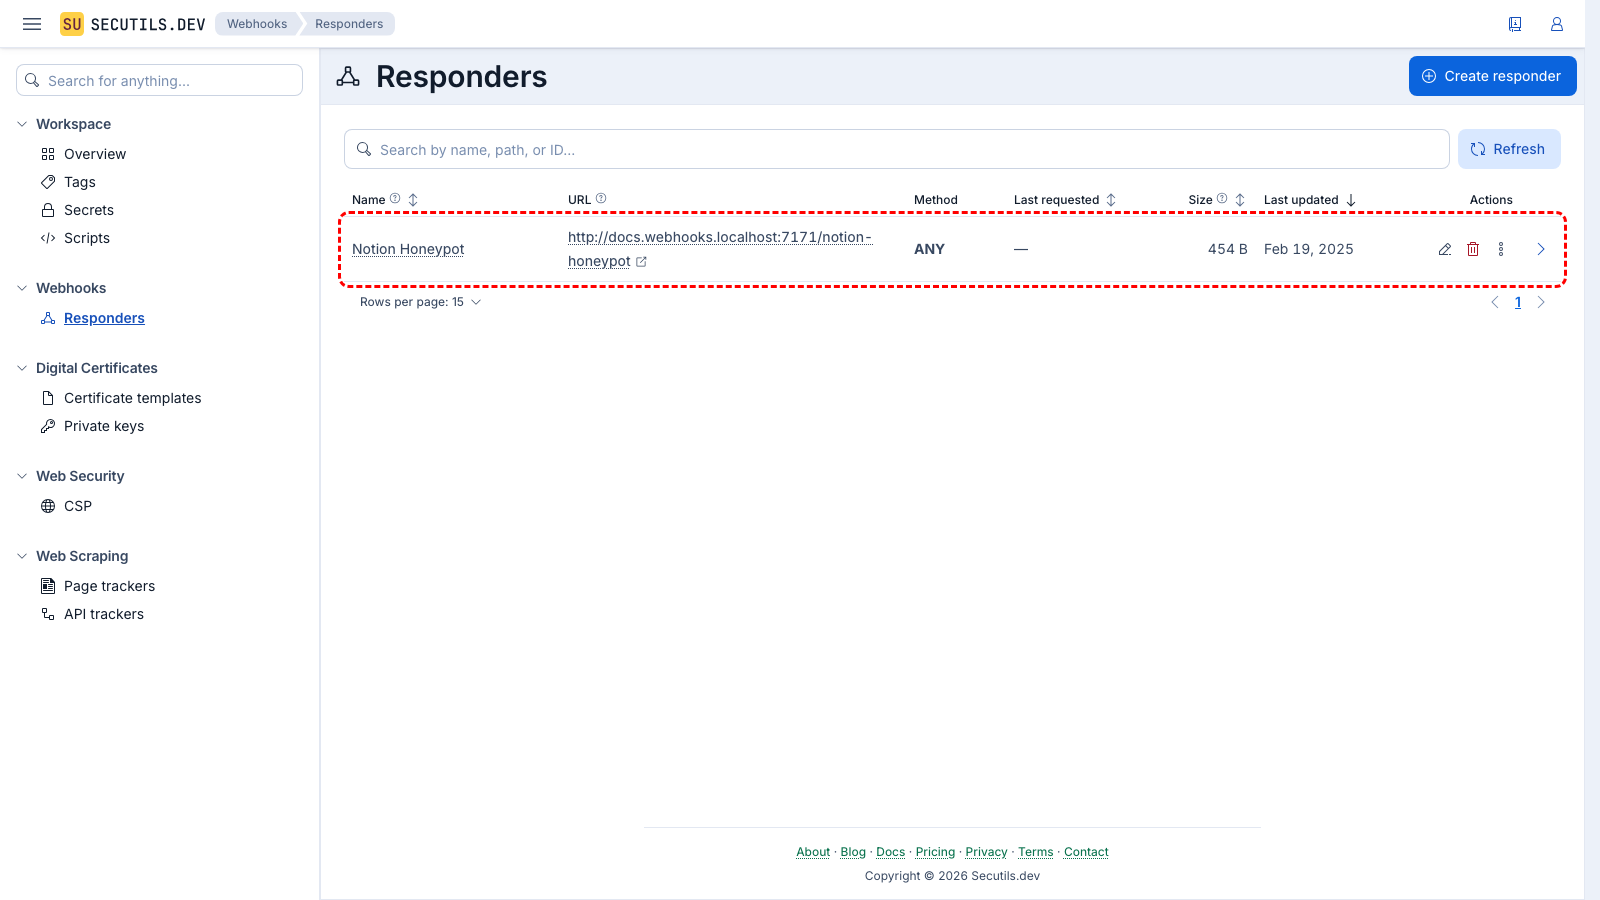 SU SECUTILS.DEV Webhooks Responders
Search for anything...
Workspace
Overview
Tags
Secrets
Scripts
Webhooks
Responders
Digital Certificates
Certificate templates
Private keys
Web Security
CSP
Web Scraping
Page trackers
API trackers
Responders
Create responder
Search by name, path, or ID...
Refresh
Name URL Method Last requested Size Last updated Actions
Notion Honeypot http://docs.webhooks.localhost:7171/notion-
honeypot ANY — 454 B Feb 19, 2025
Rows per page: 15 1
About · Blog · Docs · Pricing · Privacy · Terms · Contact
Copyright © 2026 Secutils.dev